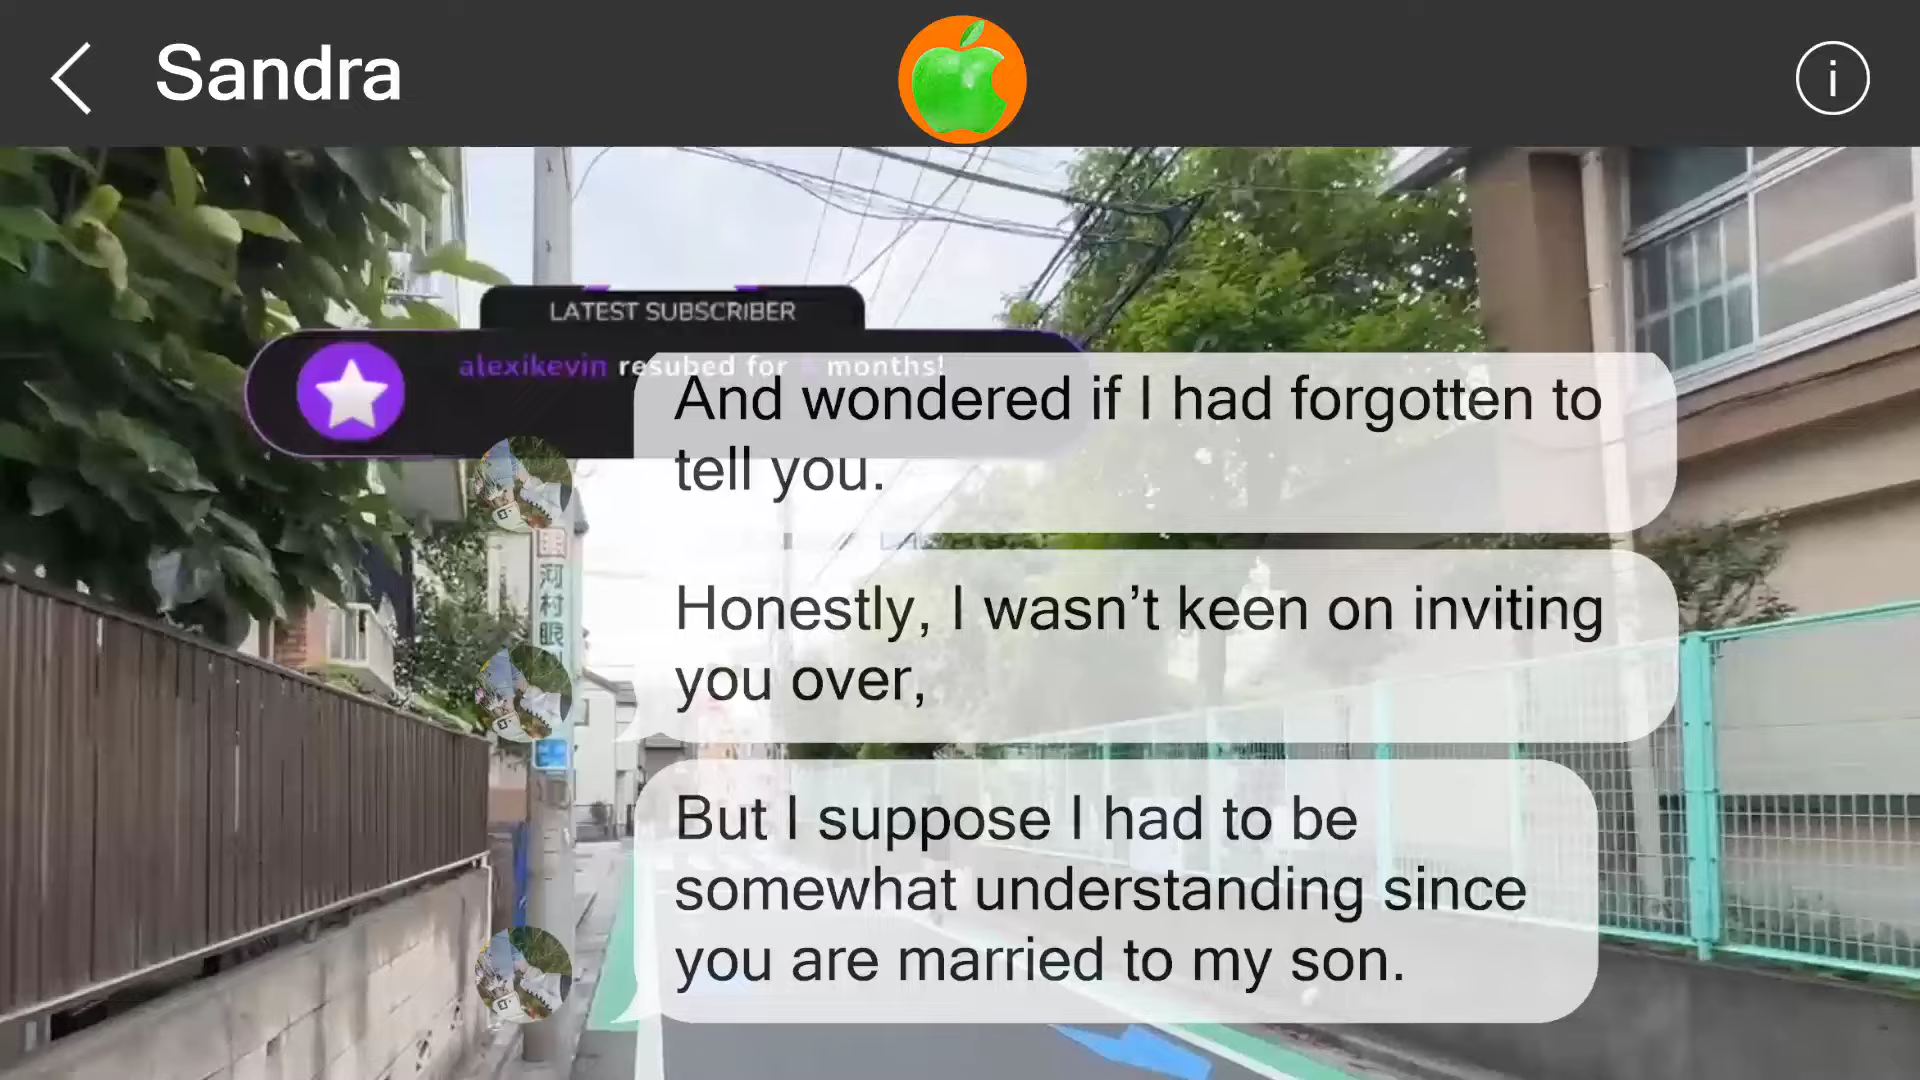 Sandra
i
LATEST SUBSCRIBER
alexikevin resubed for months!
And wondered if I had forgotten to
tell you.
Honestly, I wasn’t keen on inviting
you over,
But I suppose I had to be
somewhat understanding since
you are married to my son.
眼
河
村
眼